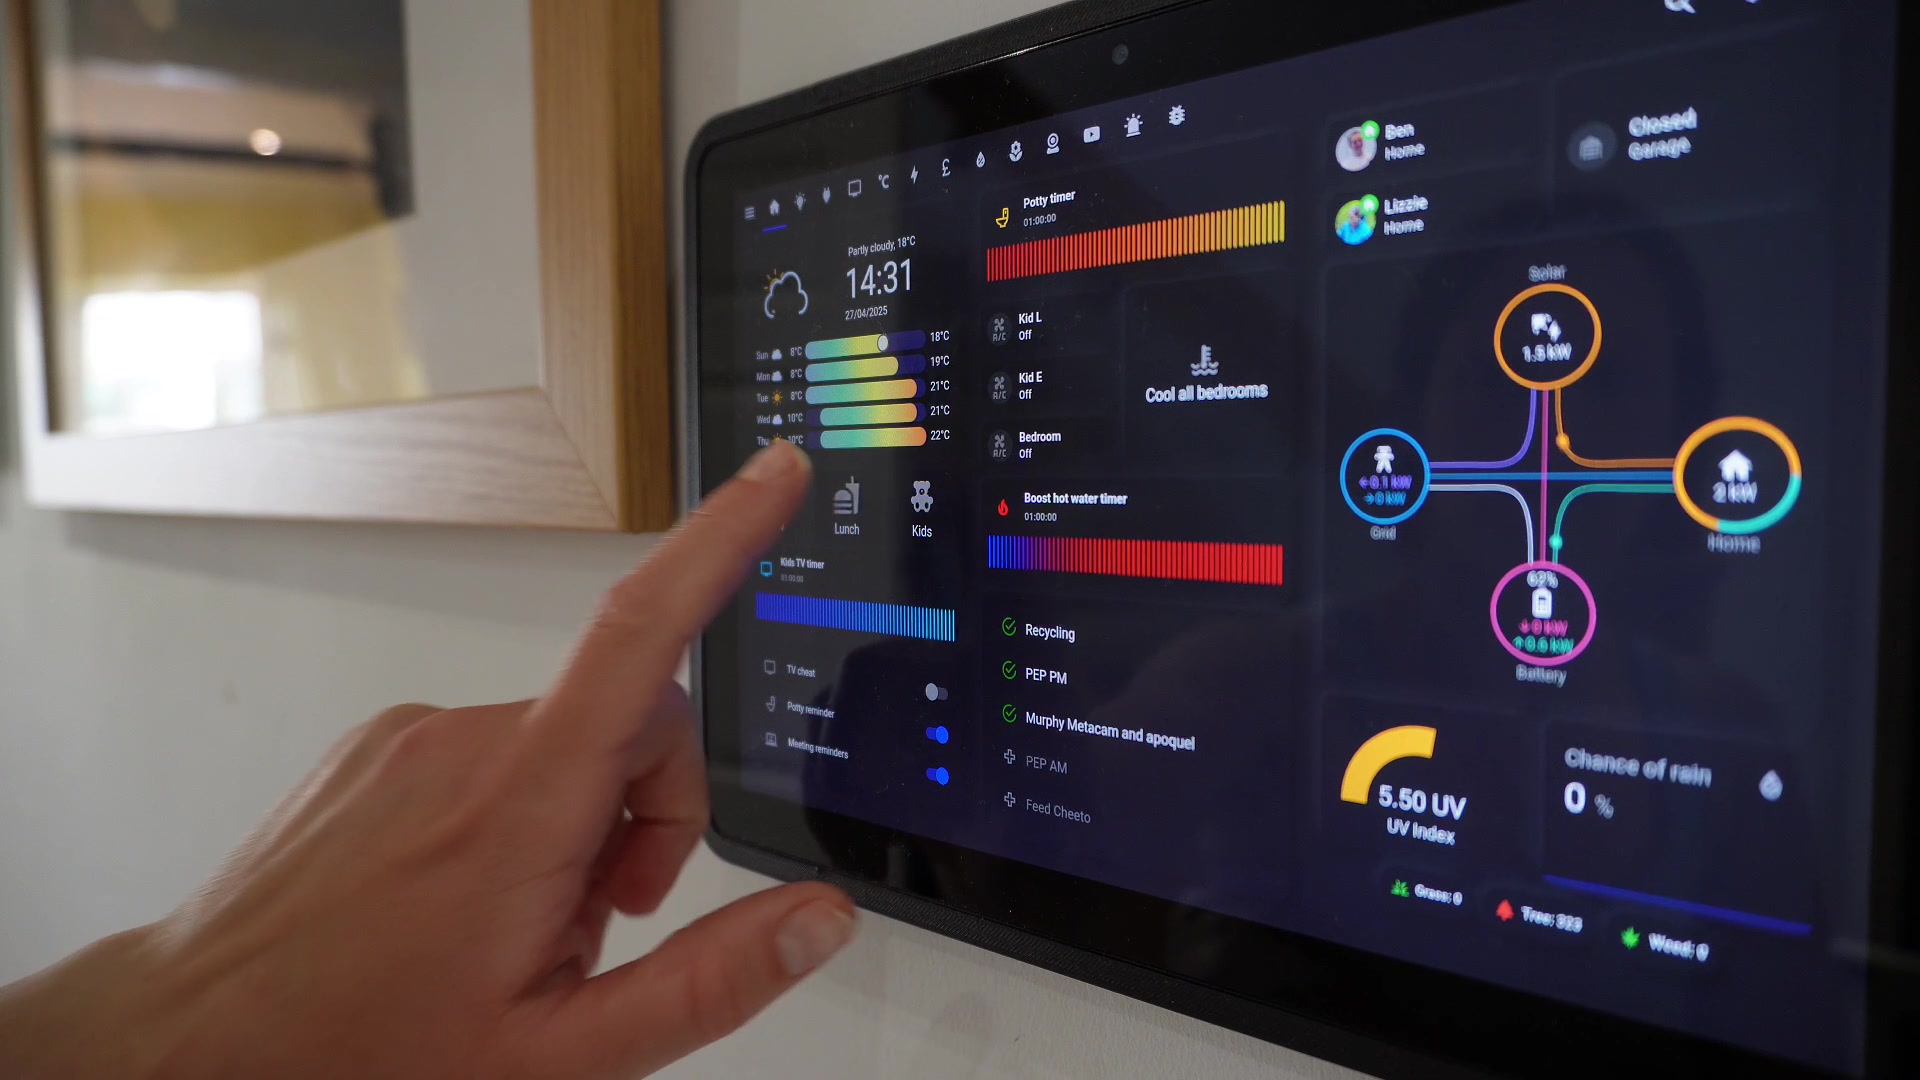 Partly cloudy, 18°C
14:31
27/04/2025
Sun 8°C 18°C
Mon 8°C 19°C
Tue 8°C 21°C
Wed 10°C 21°C
Thu 10°C 22°C
Lunch
Kids
Kids TV timer
01:00:00
TV cheat
Potty reminder
Meeting reminders
°C
£
Potty timer
01:00:00
A/C
Kid L
Off
A/C
Kid E
Off
A/C
Bedroom
Off
Cool all bedrooms
Boost hot water timer
01:00:00
Recycling
PEP PM
Murphy Metacam and apoquel
PEP AM
Feed Cheeto
Ben
Home
Lizzie
Home
Closed
Garage
Solar
1.5 kW
←0.1 kW
→0 kW
Grid
2 kW
Home
↓0 kW
↑0.6 kW
Battery
5.50 UV
UV Index
Chance of rain
0 %
Grass: 0
Tree: 323
Weed: 0